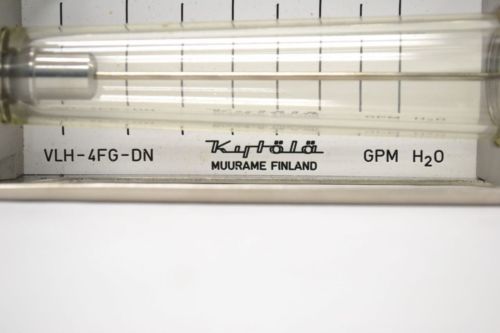 VLH-4FG-DN
Kytölä
MUURAME FINLAND
GPM H₂O